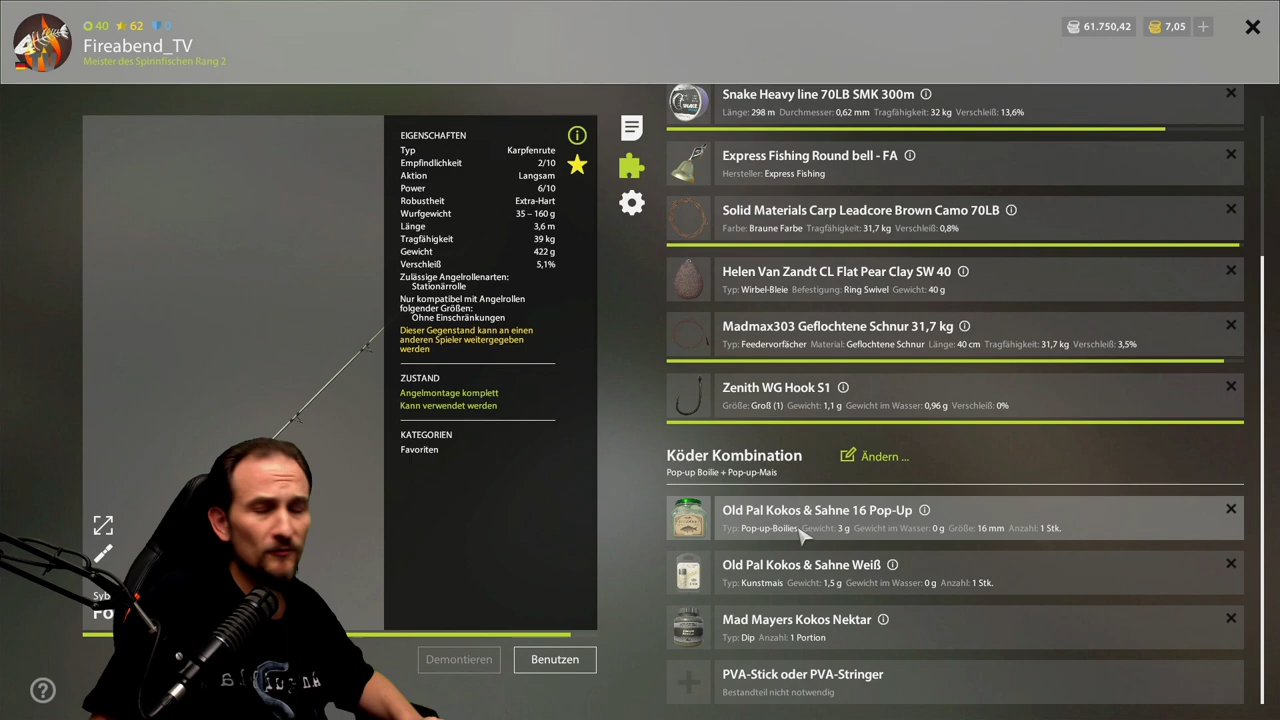 40 62 0
Fireabend_TV
Meister des Spinnfischen Rang 2
61.750,42 7,05 +
EIGENSCHAFTEN
Typ Karpfenrute
Empfindlichkeit 2/10
Aktion Langsam
Power 6/10
Robustheit Extra-Hart
Wurfgewicht 35 – 160 g
Länge 3,6 m
Tragfähigkeit 39 kg
Gewicht 422 g
Verschleiß 5,1%
Zulässige Angelrollenarten:
Stationärrolle
Nur kompatibel mit Angelrollen
folgender Größen:
Ohne Einschränkungen
Dieser Gegenstand kann an einen
anderen Spieler weitergegeben
werden
ZUSTAND
Angelmontage komplett
Kann verwendet werden
KATEGORIEN
Favoriten
Demontieren
Benutzen
Snake Heavy line 70LB SMK 300m
Länge: 298 m Durchmesser: 0,62 mm Tragfähigkeit: 32 kg Verschleiß: 13,6%
Express Fishing Round bell - FA
Hersteller: Express Fishing
Solid Materials Carp Leadcore Brown Camo 70LB
Farbe: Braune Farbe Tragfähigkeit: 31,7 kg Verschleiß: 0,8%
Helen Van Zandt CL Flat Pear Clay SW 40
Typ: Wirbel-Bleie Befestigung: Ring Swivel Gewicht: 40 g
Madmax303 Geflochtene Schnur 31,7 kg
Typ: Feedervorfächer Material: Geflochtene Schnur Länge: 40 cm Tragfähigkeit: 31,7 kg Verschleiß: 3,5%
Zenith WG Hook S1
Größe: Groß (1) Gewicht: 1,1 g Gewicht im Wasser: 0,96 g Verschleiß: 0%
Köder Kombination
Ändern ...
Pop-up Boilie + Pop-up-Mais
Old Pal Kokos & Sahne 16 Pop-Up
Typ: Pop-up-Boilies Gewicht: 3 g Gewicht im Wasser: 0 g Größe: 16 mm Anzahl: 1 Stk.
Old Pal Kokos & Sahne Weiß
Typ: Kunstmais Gewicht: 1,5 g Gewicht im Wasser: 0 g Anzahl: 1 Stk.
Mad Mayers Kokos Nektar
Typ: Dip Anzahl: 1 Portion
PVA-Stick oder PVA-Stringer
Bestandteil nicht notwendig